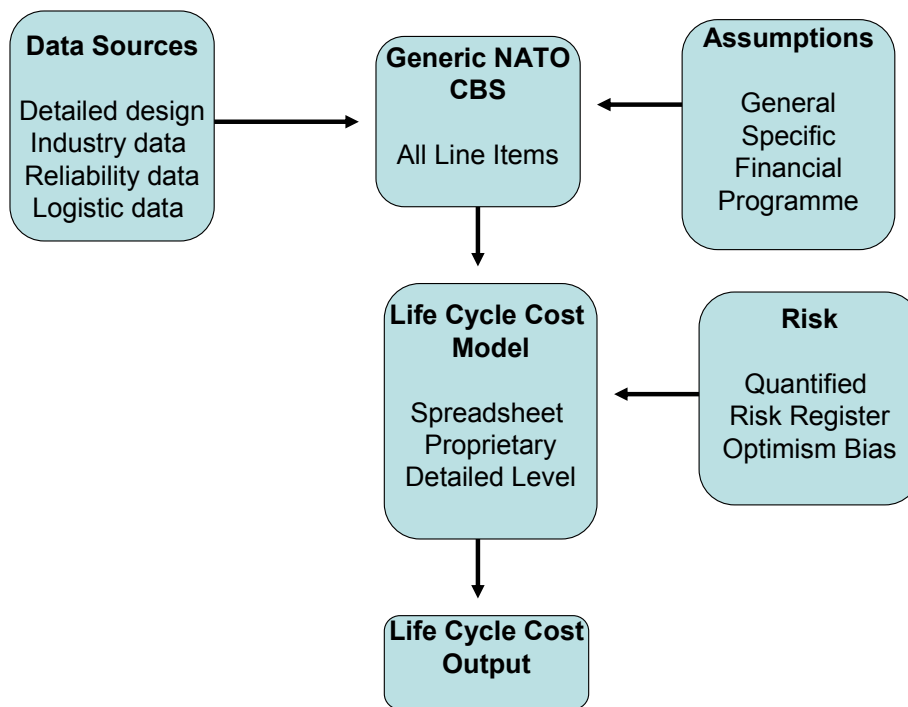 Data Sources
Detailed design
Industry data
Reliability data
Logistic data
Generic NATO
CBS
All Line Items
Assumptions
General
Specific
Financial
Programme
Life Cycle Cost
Model
Spreadsheet
Proprietary
Detailed Level
Risk
Quantified
Risk Register
Optimism Bias
Life Cycle Cost
Output